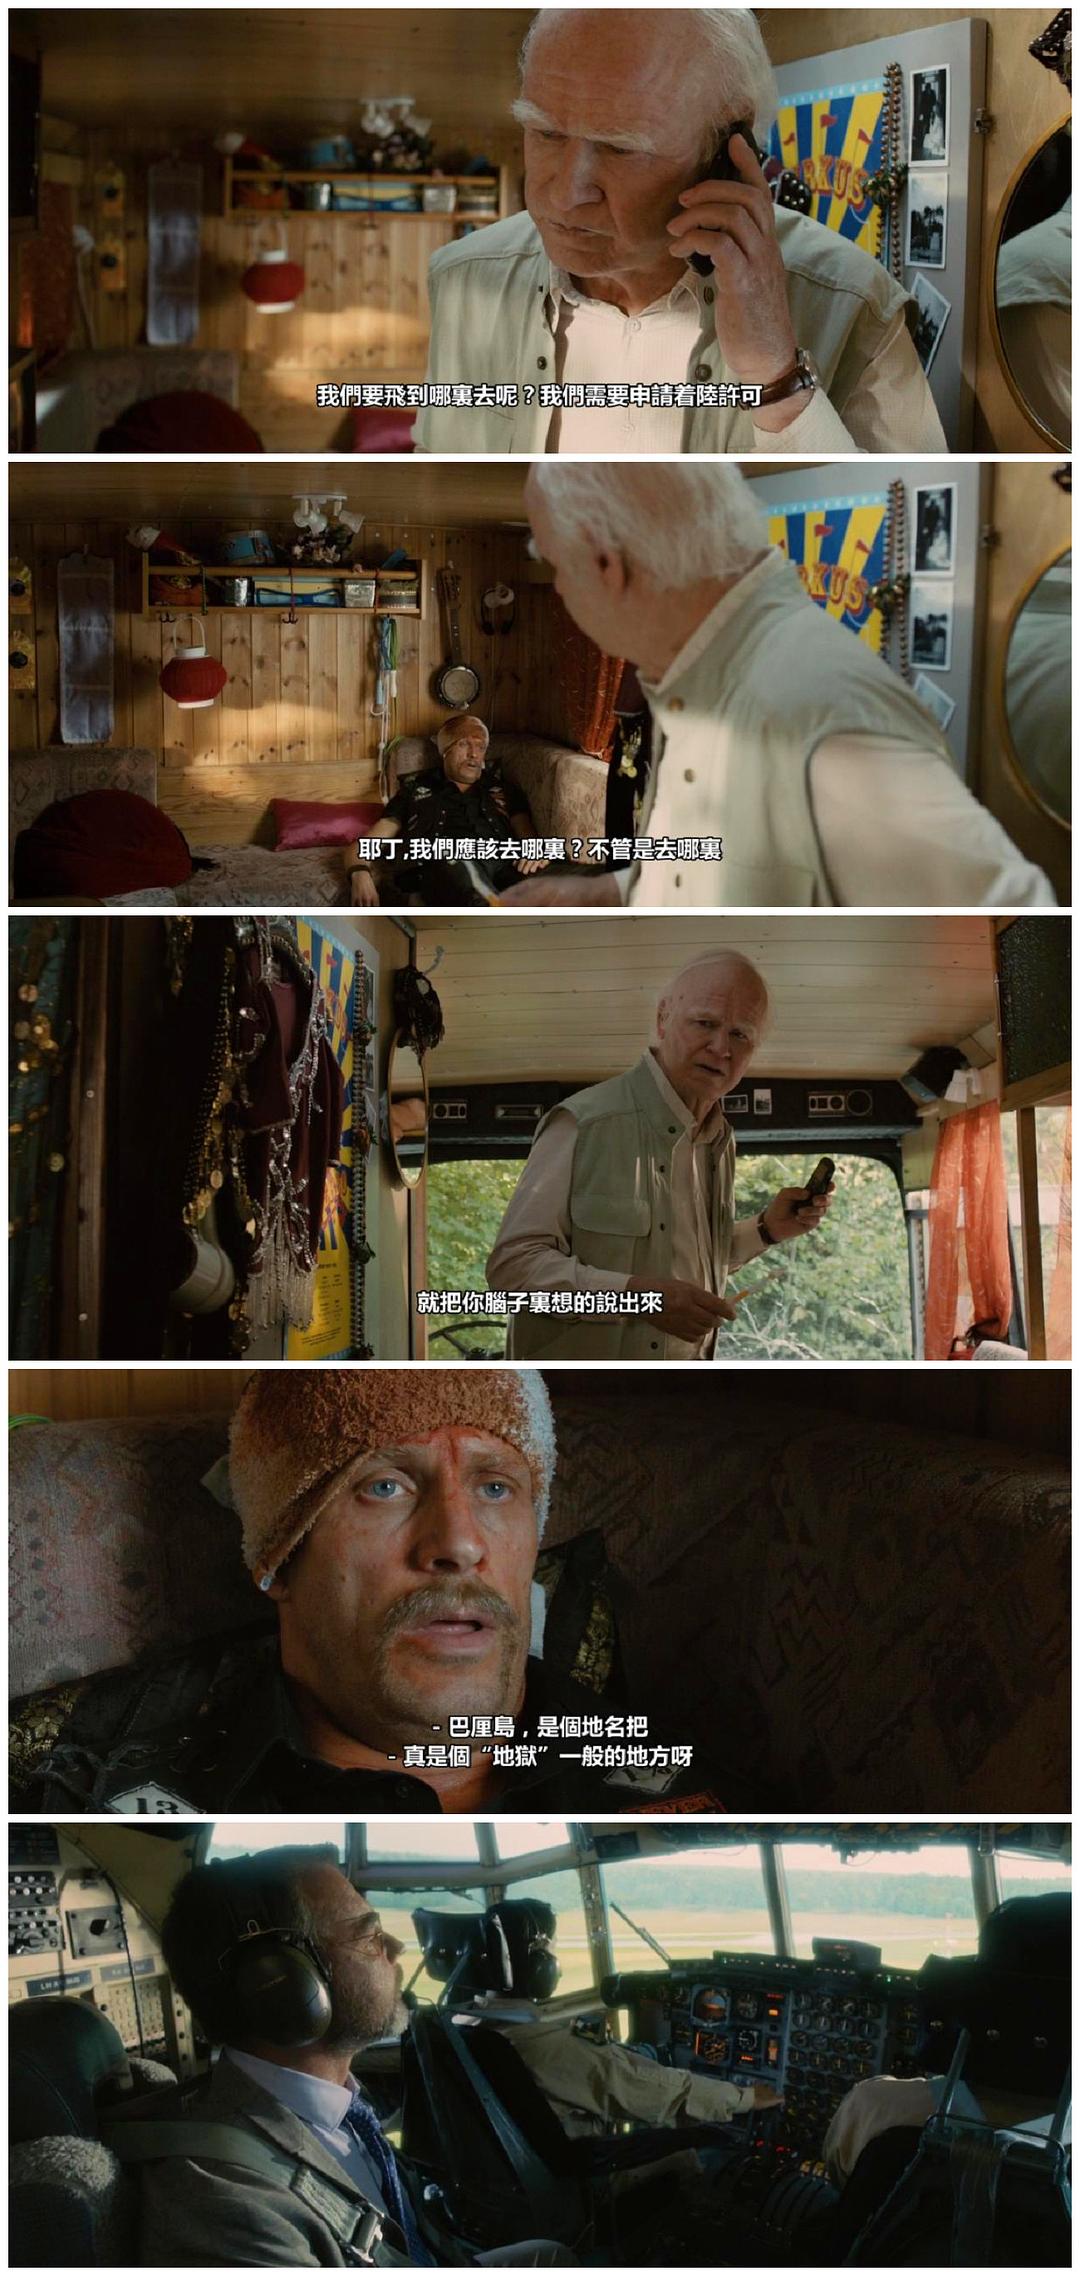 RKUS
我們要飛到哪裏去呢？我們需要申請着陸許可
RKUS
耶丁,我們應該去哪裏？不管是去哪裏
就把你腦子裏想的說出來
- 巴厘島，是個地名把
- 真是個“地獄”一般的地方呀
13